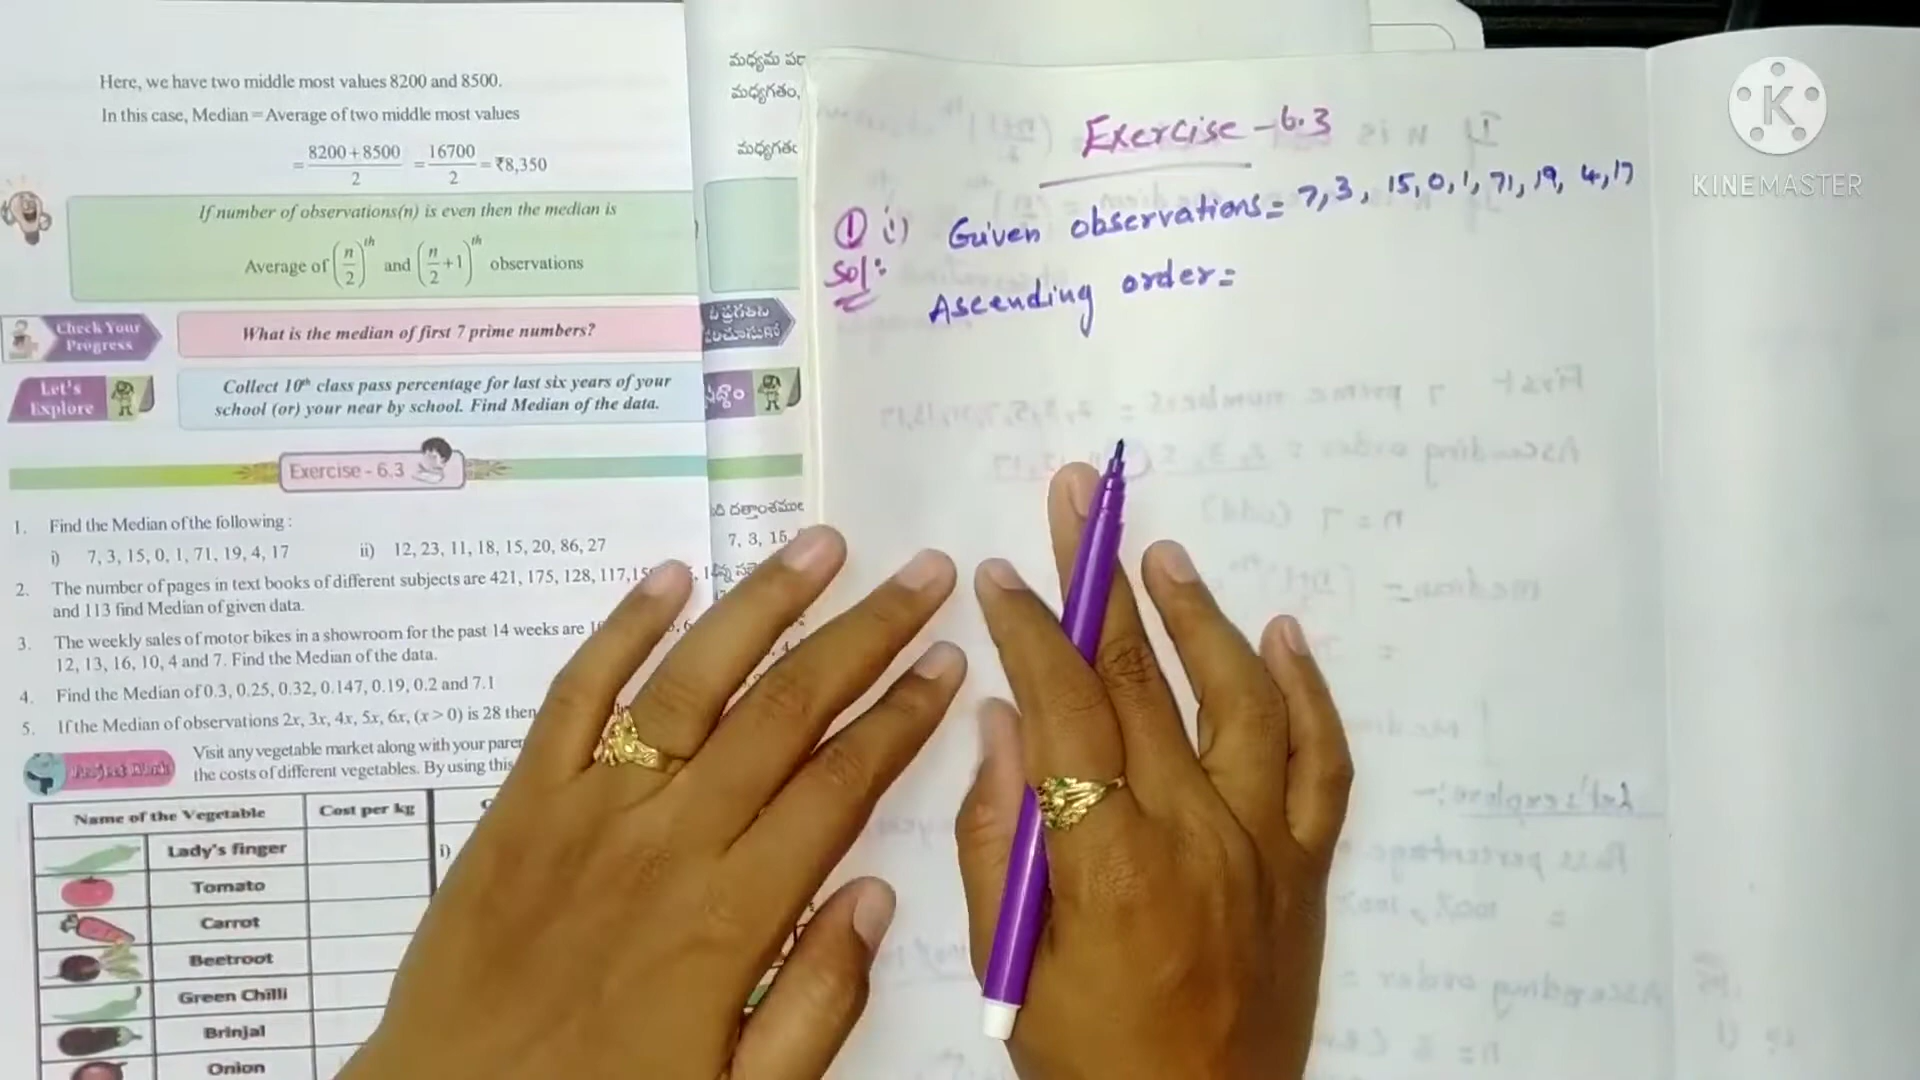 Here, we have two middle most values 8200 and 8500.
In this case, Median = Average of two middle most values
= 8200 + 8500 / 2 = 16700 / 2 = ₹8,350
If number of observations(n) is even then the median is
Average of (n/2)th and (n/2 +1)th observations
Check Your
Progress
What is the median of first 7 prime numbers?
Let's
Explore
Collect 10th class pass percentage for last six years of your
school (or) your near by school. Find Median of the data.
Exercise - 6.3
1. Find the Median of the following :
i) 7, 3, 15, 0, 1, 71, 19, 4, 17 ii) 12, 23, 11, 18, 15, 20, 86, 27
2. The number of pages in text books of different subjects are 421, 175, 128, 117,
and 113 find Median of given data.
3. The weekly sales of motor bikes in a showroom for the past 14 weeks are
12, 13, 16, 10, 4 and 7. Find the Median of the data.
4. Find the Median of 0.3, 0.25, 0.32, 0.147, 0.19, 0.2 and 7.1
5. If the Median of observations 2x, 3x, 4x, 5x, 6x, (x > 0) is 28 then
Project Work
Visit any vegetable market along with your
the costs of different vegetables. By using this
Name of the Vegetable Cost per kg
Lady's finger
i)
Tomato
Carrot
Beetroot
Green Chilli
Brinjal
Onion
మధ్యమ
మధ్యగతం,
7, 3, 15,
Exercise - 6.3
① i) Given observations = 7, 3, 15, 0, 1, 71, 19, 4, 17
Sol:
Ascending order =
K
KINEMASTER